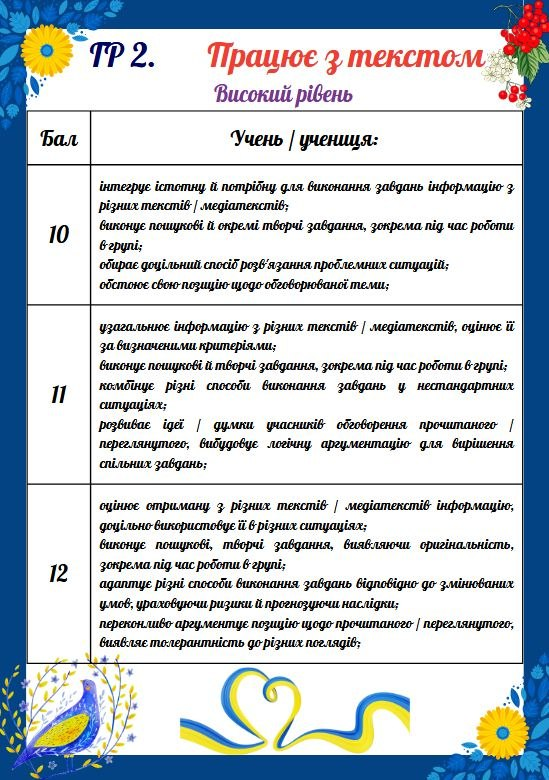 ГР 2. Працює з текстом
Високий рівень
Бал
Учень / учениця:
10
інтегрує істотну й потрібну для виконання завдань інформацію з
різних текстів / медіатекстів;
виконує пошукові й окремі творчі завдання, зокрема під час роботи
в групі;
обирає доцільний спосіб розв'язання проблемних ситуацій;
обстоює свою позицію щодо обговорюваної теми;
11
узагальнює інформацію з різних текстів / медіатекстів, оцінює її
за визначеними критеріями;
виконує пошукові й творчі завдання, зокрема під час роботи в групі;
комбінує різні способи виконання завдань у нестандартних
ситуаціях;
розвиває ідеї / думки учасників обговорення прочитаного /
переглянутого, вибудовує логічну аргументацію для вирішення
спільних завдань;
12
оцінює отриману з різних текстів / медіатекстів інформацію,
доцільно використовує її в різних ситуаціях;
виконує пошукові, творчі завдання, виявляючи оригінальність,
зокрема під час роботи в групі;
адаптує різні способи виконання завдань відповідно до змінюваних
умов, ураховуючи ризики й прогнозуючи наслідки;
переконливо аргументує позицію щодо прочитаного / переглянутого,
виявляє толерантність до різних поглядів;